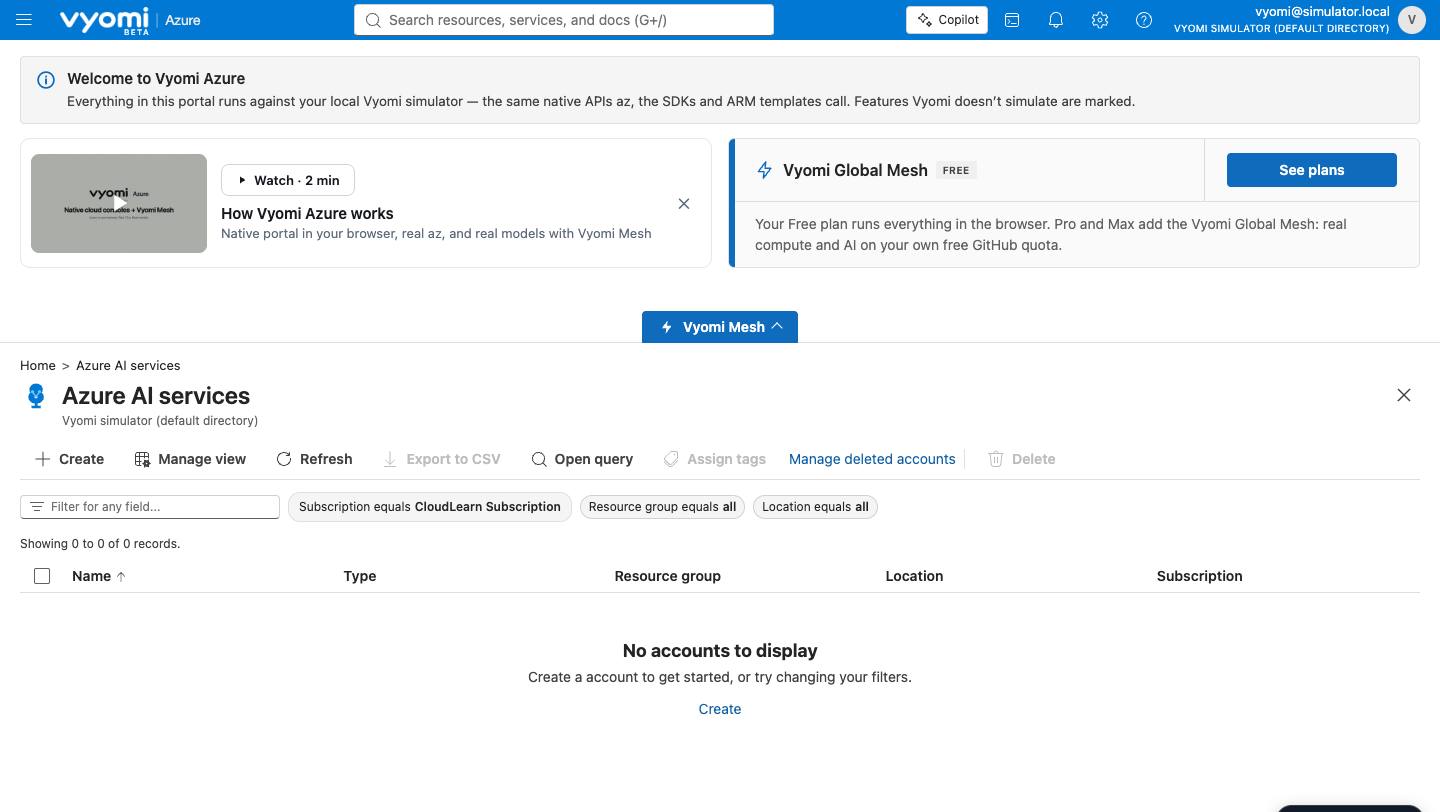 vyomi
BETA
Azure
Search resources, services, and docs (G+/)
Copilot
vyomi@simulator.local
VYOMI SIMULATOR (DEFAULT DIRECTORY)
V
Welcome to Vyomi Azure
Everything in this portal runs against your local Vyomi simulator — the same native APIs az, the SDKs and ARM templates call. Features Vyomi doesn't simulate are marked.
vyomi Azure
Native cloud consoles + Vyomi Mesh
Watch · 2 min
How Vyomi Azure works
Native portal in your browser, real az, and real models with Vyomi Mesh
Vyomi Global Mesh FREE
See plans
Your Free plan runs everything in the browser. Pro and Max add the Vyomi Global Mesh: real
compute and AI on your own free GitHub quota.
Vyomi Mesh
Home > Azure AI services
Azure AI services
Vyomi simulator (default directory)
Create
Manage view
Refresh
Export to CSV
Open query
Assign tags
Manage deleted accounts
Delete
Filter for any field...
Subscription equals CloudLearn Subscription
Resource group equals all
Location equals all
Showing 0 to 0 of 0 records.
Name ↑
Type
Resource group
Location
Subscription
No accounts to display
Create a account to get started, or try changing your filters.
Create